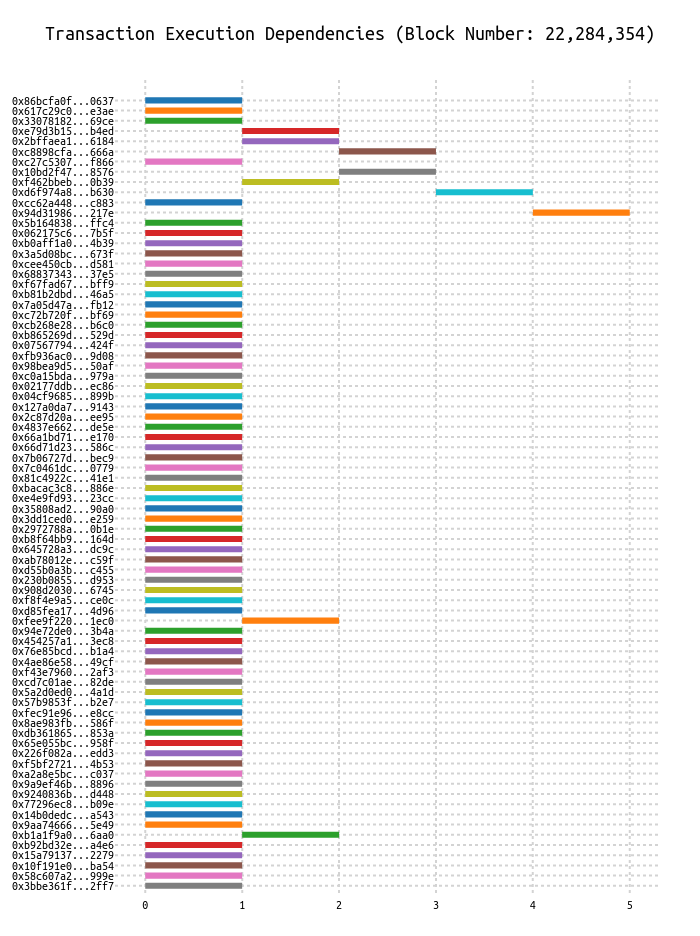 Transaction Execution Dependencies (Block Number: 22,284,354)
0x86bcfa0f...0637
0x617c29c0...e3ae
0x33078182...69ce
0xe79d3b15...b4ed
0x2bffaea1...6184
0xc8898cfa...666a
0xc27c5307...f866
0x10bd2f47...8576
0xf462bbeb...0b39
0xd6f974a8...b630
0xcc62a448...c883
0x94d31986...217e
0x5b164838...ffc4
0x062175c6...7b5f
0xb0aff1a0...4b39
0x3a5d08bc...673f
0xcee450cb...d581
0x68837343...37e5
0xf67fad67...bff9
0xb81b2dbd...46a5
0x7a05d47a...fb12
0xc72b720f...bf69
0xcb268e28...b6c0
0xb865269d...529d
0x07567794...424f
0xfb936ac0...9d08
0x98bea9d5...50af
0xc0a15bda...979a
0x02177ddb...ec86
0x04cf9685...899b
0x127a0da7...9143
0x2c87d20a...ee95
0x4837e662...de5e
0x66a1bd71...e170
0x66d71d23...586c
0x7b06727d...bec9
0x7c0461dc...0779
0x81c4922c...41e1
0xbacac3c8...886e
0xe4e9fd93...23cc
0x35808ad2...90a0
0x3dd1ced0...e259
0x2972788a...0b1e
0xb8f64bb9...164d
0x645728a3...dc9c
0xab78012e...c59f
0xd55b0a3b...c455
0x230b0855...d953
0x908d2030...6745
0xf8f4e9a5...ce0c
0xd85fea17...4d96
0xfee9f220...1ec0
0x94e72de0...3b4a
0x454257a1...3ec8
0x76e85bcd...b1a4
0x4ae86e58...49cf
0xf43e7960...2af3
0xcd7c01ae...82de
0x5a2d0ed0...4a1d
0x57b9853f...b2e7
0xfec91e96...e8cc
0x8ae983fb...586f
0xdb361865...853a
0x65e055bc...958f
0x226f082a...edd3
0xf5bf2721...4b53
0xa2a8e5bc...c037
0x9a9ef46b...8896
0x9240836b...d448
0x77296ec8...b09e
0x14b0dedc...a543
0x9aa74666...5e49
0xb1a1f9a0...6aa0
0xb92bd32e...a4e6
0x15a79137...2279
0x10f191e0...ba54
0x58c607a2...999e
0x3bbe361f...2ff7
0 1 2 3 4 5